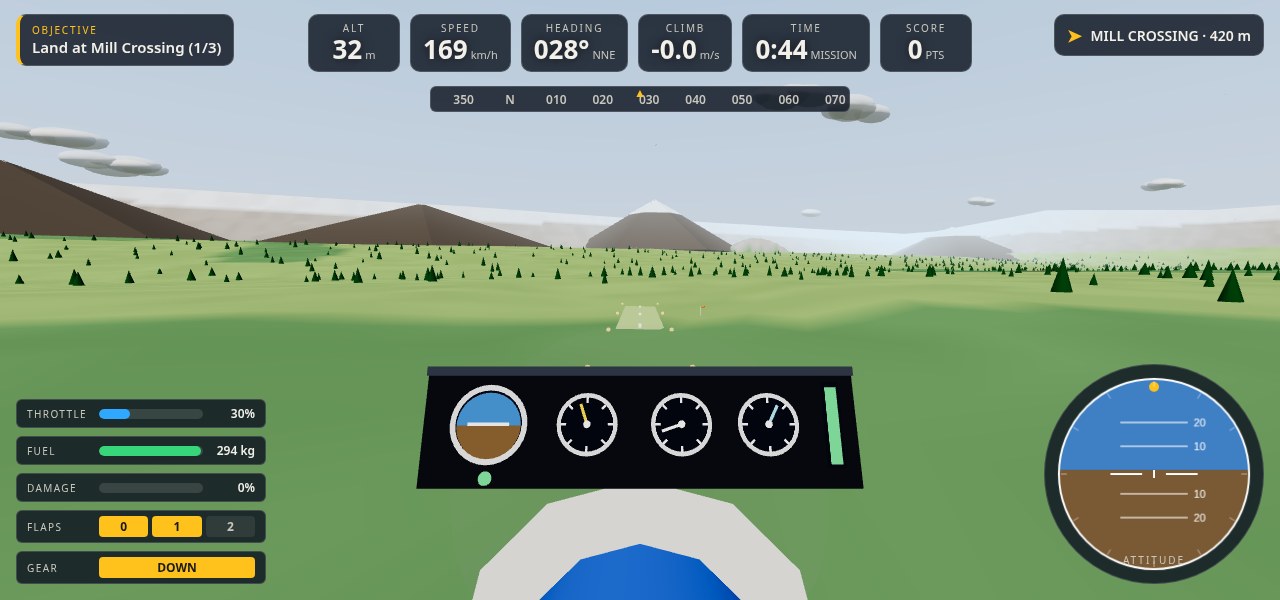 OBJECTIVE
Land at Mill Crossing (1/3)
ALT
32 m
SPEED
169 km/h
HEADING
028° NNE
CLIMB
-0.0 m/s
TIME
0:44 MISSION
SCORE
0 PTS
➤ MILL CROSSING · 420 m
350 N 010 020 030 040 050 060 070
THROTTLE 30%
FUEL 294 kg
DAMAGE 0%
FLAPS 0 1 2
GEAR DOWN
20
10
10
20
ATTITUDE